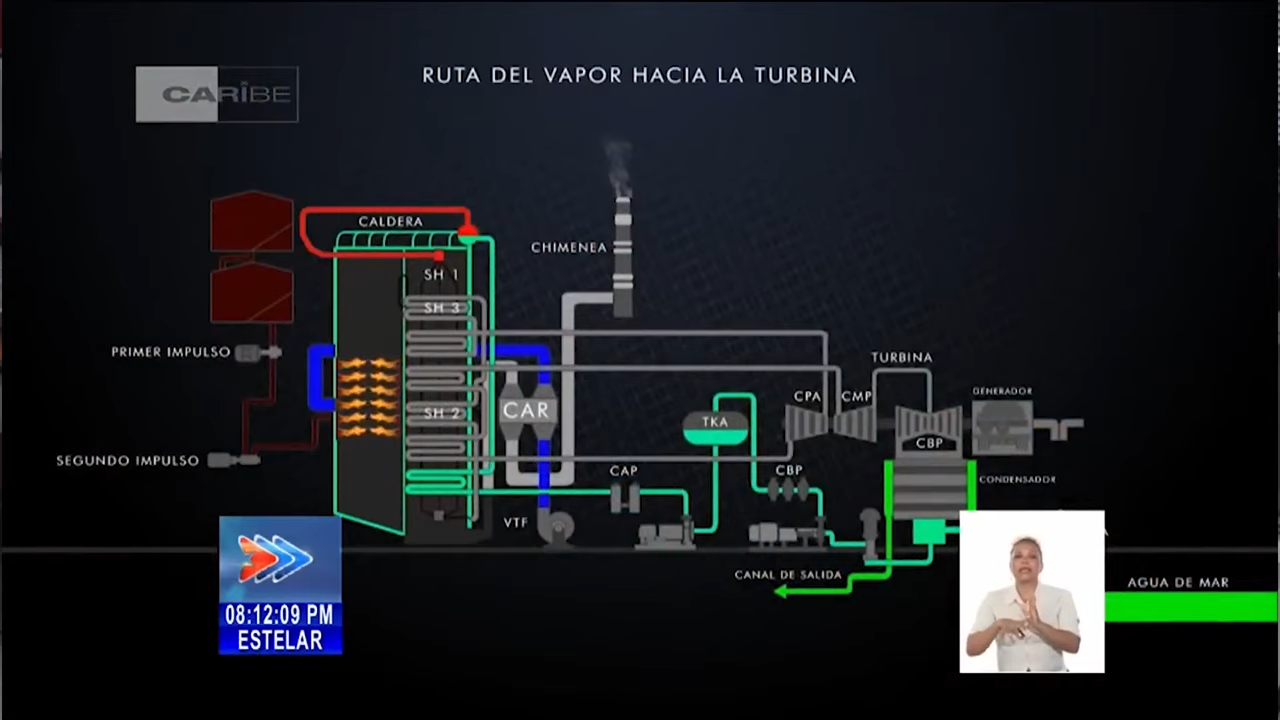 RUTA DEL VAPOR HACIA LA TURBINA
CARIBE
CALDERA
CHIMENEA
SH 1
SH 3
PRIMER IMPULSO
TURBINA
CPA
CMP
GENERADOR
CAR
SH 2
TKA
CBP
SEGUNDO IMPULSO
CAP
CBP
CONDENSADOR
VTF
CANAL DE SALIDA
AGUA DE MAR
08:12:09 PM
ESTELAR